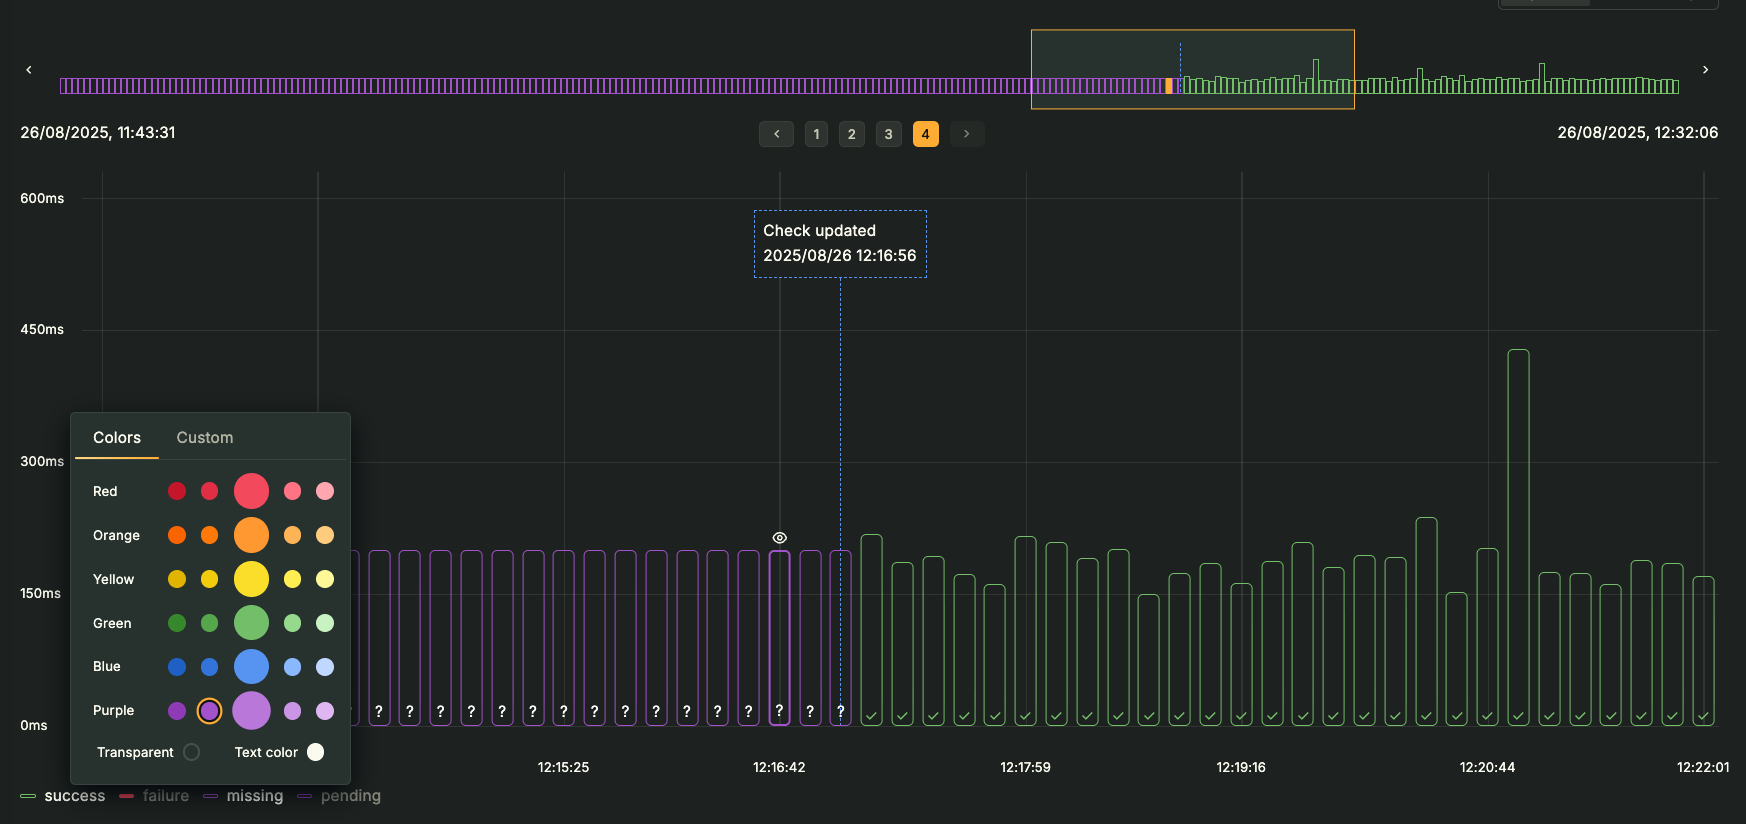 26/08/2025, 11:43:31
1 2 3 4
26/08/2025, 12:32:06
600ms
450ms
300ms
150ms
0ms
Check updated
2025/08/26 12:16:56
Colors Custom
Red
Orange
Yellow
Green
Blue
Purple
Transparent Text color
? ? ? ? ? ? ? ? ? ? ? ? ? ? ? ?
12:15:25 12:16:42 12:17:59 12:19:16 12:20:44 12:22:01
success failure missing pending